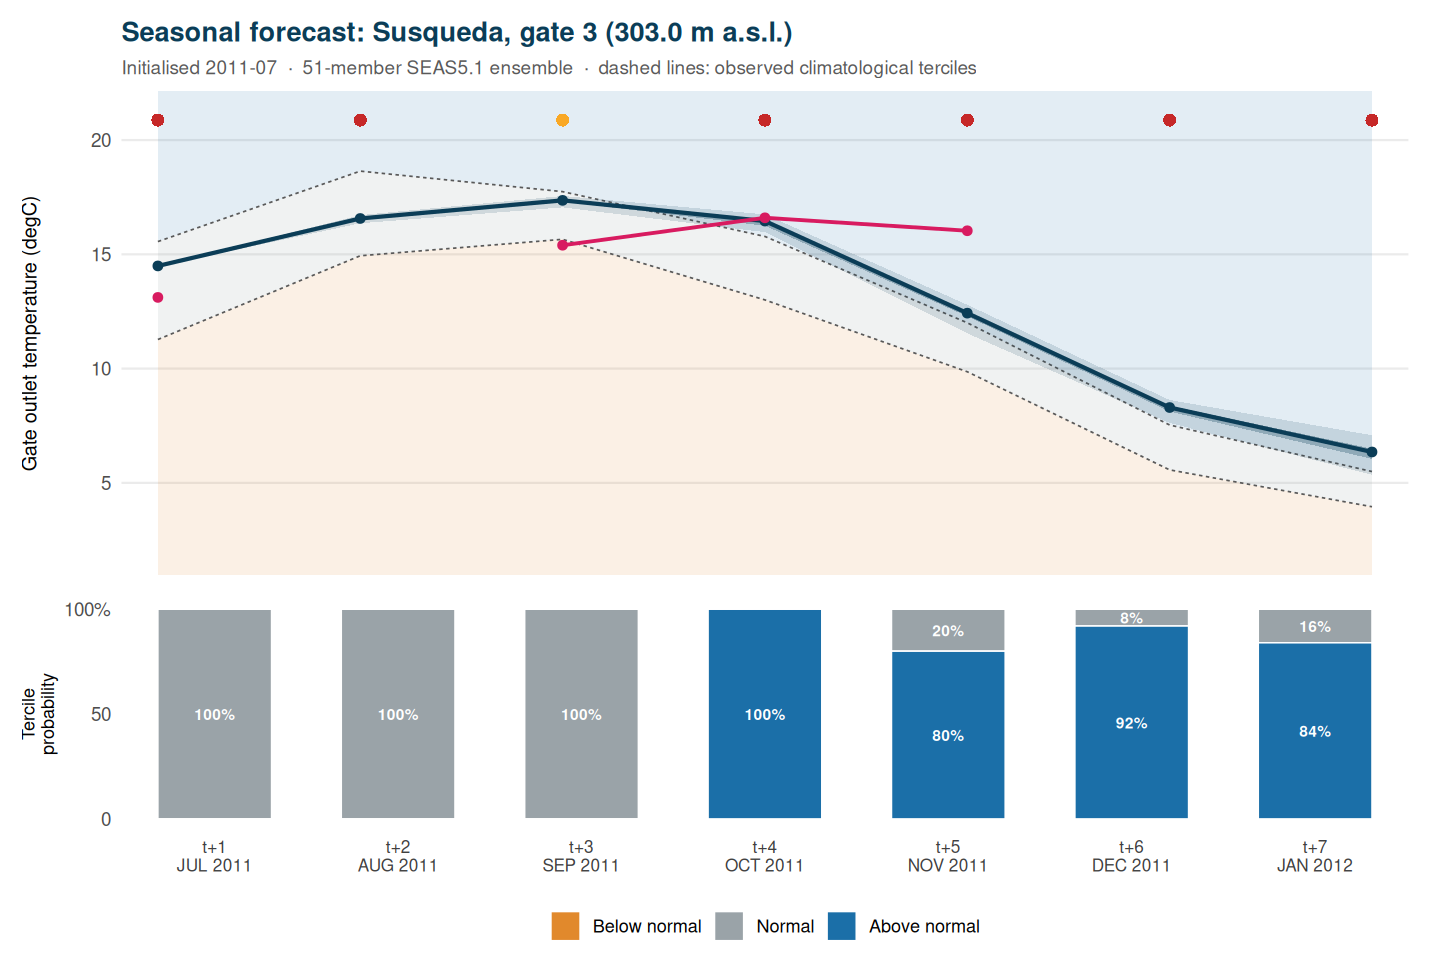 Seasonal forecast: Susqueda, gate 3 (303.0 m a.s.l.)
Initialised 2011-07 · 51-member SEAS5.1 ensemble · dashed lines: observed climatological terciles
Gate outlet temperature (degC)
20
15
10
5
Tercile
probability
100%
50
0
100%
100%
100%
100%
20%
80%
8%
92%
16%
84%
t+1
JUL 2011
t+2
AUG 2011
t+3
SEP 2011
t+4
OCT 2011
t+5
NOV 2011
t+6
DEC 2011
t+7
JAN 2012
Below normal
Normal
Above normal